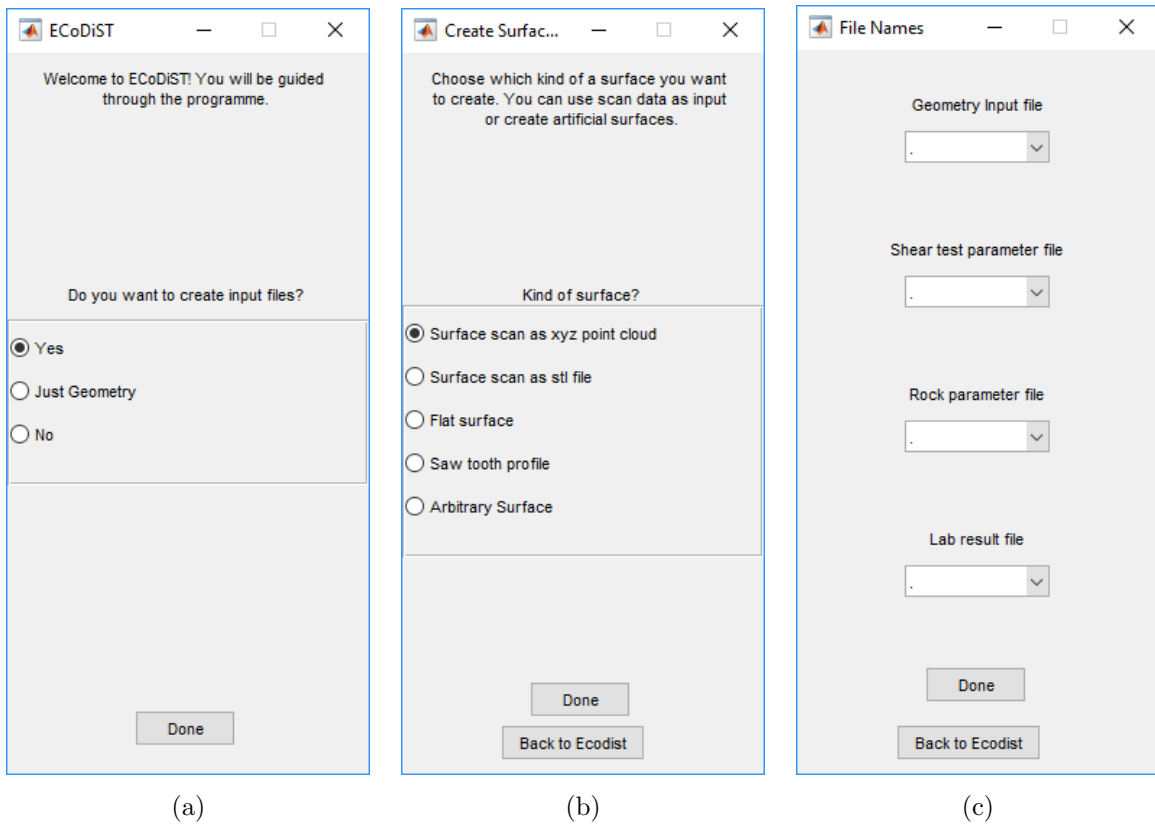 ECoDiST
Welcome to ECoDiST! You will be guided
through the programme.
Do you want to create input files?
Yes
Just Geometry
No
Done
(a)
Create Surfac...
Choose which kind of a surface you want
to create. You can use scan data as input
or create artificial surfaces.
Kind of surface?
Surface scan as xyz point cloud
Surface scan as stl file
Flat surface
Saw tooth profile
Arbitrary Surface
Done
Back to Ecodist
(b)
File Names
Geometry Input file
.
Shear test parameter file
.
Rock parameter file
.
Lab result file
.
Done
Back to Ecodist
(c)